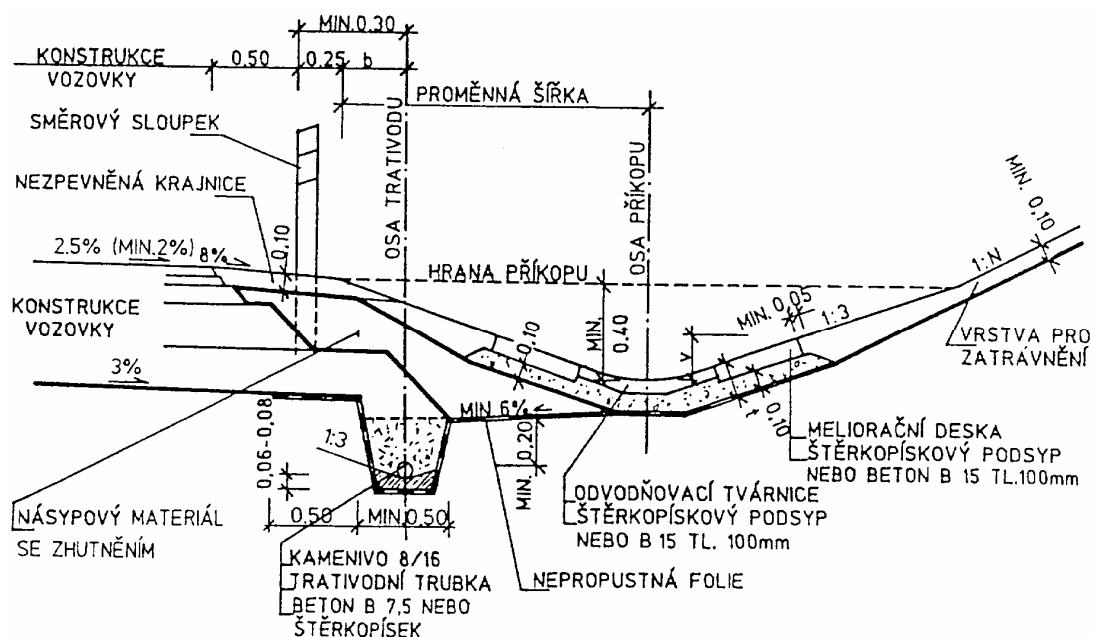 MIN. 0,30
KONSTRUKCE
VOZOVKY
0,50
0,25
b
PROMĚNNÁ ŠÍŘKA
SMĚROVÝ SLOUPEK
OSA TRATIVODU
OSA PŘÍKOPU
NEZPEVNĚNÁ KRAJNICE
MIN. 0,10
2.5% (MIN.2%)
8%
0,10
HRANA PŘÍKOPU
1:N
KONSTRUKCE
VOZOVKY
MIN.
0.40
MIN. 0,05
1:3
v
VRSTVA PRO
ZATRAVNĚNÍ
0,10
3%
MIN 6%
t
0,10
0,06-0,08
1:3
MIN. 0,20
MELIORAČNÍ DESKA
ŠTĚRKOPÍSKOVÝ PODSYP
NEBO BETON B 15 TL.100mm
NÁSYPOVÝ MATERIÁL
SE ZHUTNĚNÍM
0,50
MIN.0,50
ODVODŇOVACÍ TVÁRNICE
ŠTĚRKOPÍSKOVÝ PODSYP
NEBO B 15 TL. 100mm
KAMENIVO 8/16
TRATIVODNÍ TRUBKA
BETON B 7,5 NEBO
ŠTĚRKOPÍSEK
NEPROPUSTNÁ FOLIE